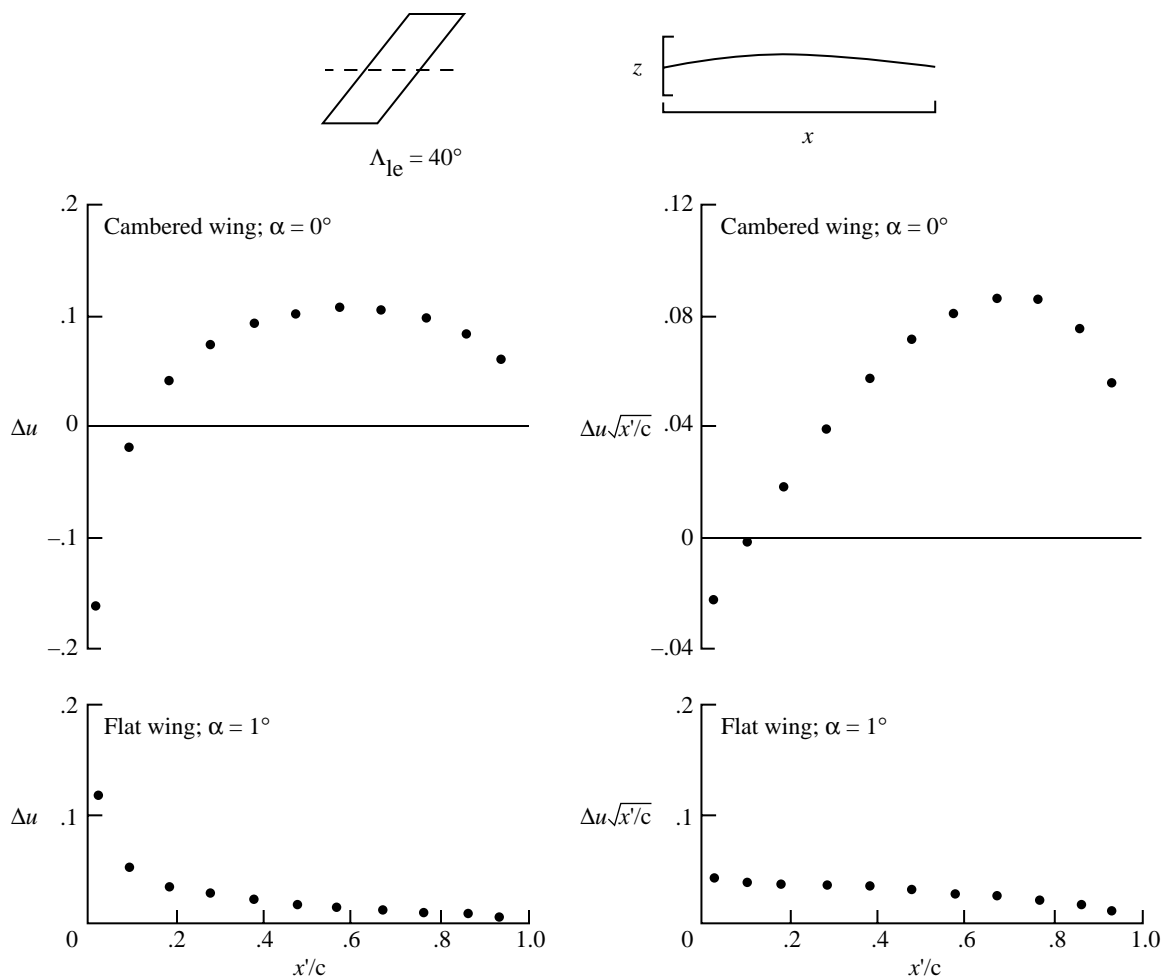 z
x
Λle = 40°
.2
Cambered wing; α = 0°
.1
Δu
0
–.1
–.2
.12
Cambered wing; α = 0°
.08
Δu√x'/c
.04
0
–.04
.2
Flat wing; α = 1°
Δu
.1
0
.2
.4
.6
.8
1.0
x'/c
.2
Flat wing; α = 1°
Δu√x'/c
.1
0
.2
.4
.6
.8
1.0
x'/c